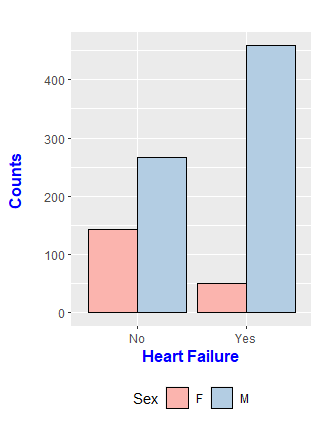 Counts
400
300
200
100
0
No Yes
Heart Failure
Sex F M